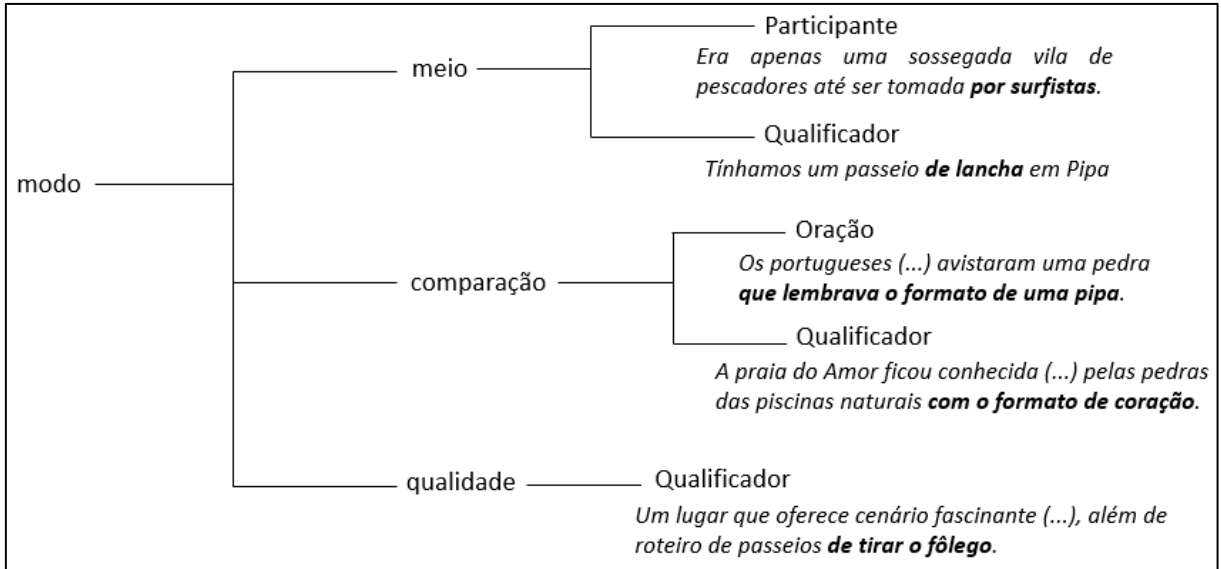 Participante
Era apenas uma sossegada vila de
pescadores até ser tomada por surfistas.
meio
Qualificador
Tínhamos um passeio de lancha em Pipa
modo
Oração
Os portugueses (...) avistaram uma pedra
que lembrava o formato de uma pipa.
comparação
Qualificador
A praia do Amor ficou conhecida (...) pelas pedras
das piscinas naturais com o formato de coração.
qualidade
Qualificador
Um lugar que oferece cenário fascinante (...), além de
roteiro de passeios de tirar o fôlego.